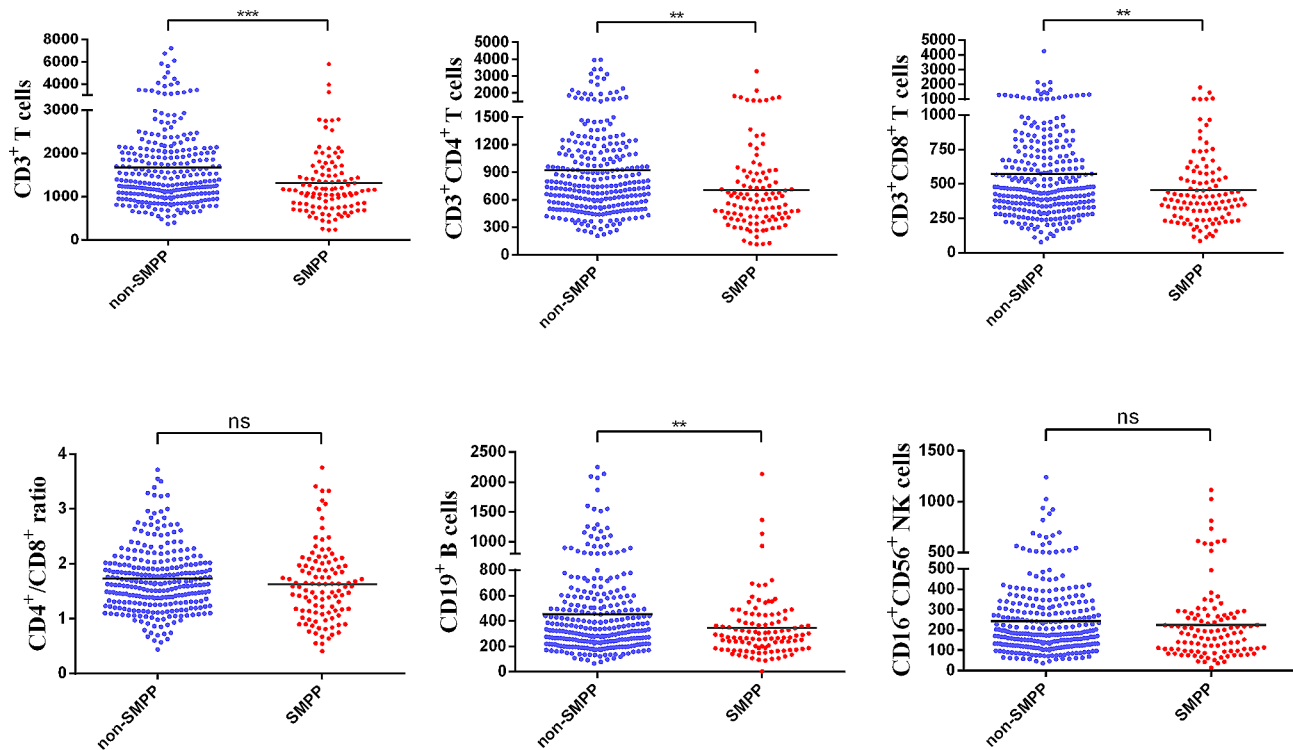 ***
CD3+ T cells
8000
6000
4000
3000
2000
1000
0
non-SMPP
SMPP
**
CD3+CD4+ T cells
5000
4000
3000
2000
1500
1200
900
600
300
0
non-SMPP
SMPP
**
CD3+CD8+ T cells
5000
4000
3000
2000
1000
1000
750
500
250
0
non-SMPP
SMPP
ns
CD4+/CD8+ ratio
4
3
2
1
0
non-SMPP
SMPP
**
CD19+ B cells
2500
2000
1500
1000
800
600
400
200
0
non-SMPP
SMPP
ns
CD16+CD56+ NK cells
1500
1000
500
500
400
300
200
100
0
non-SMPP
SMPP